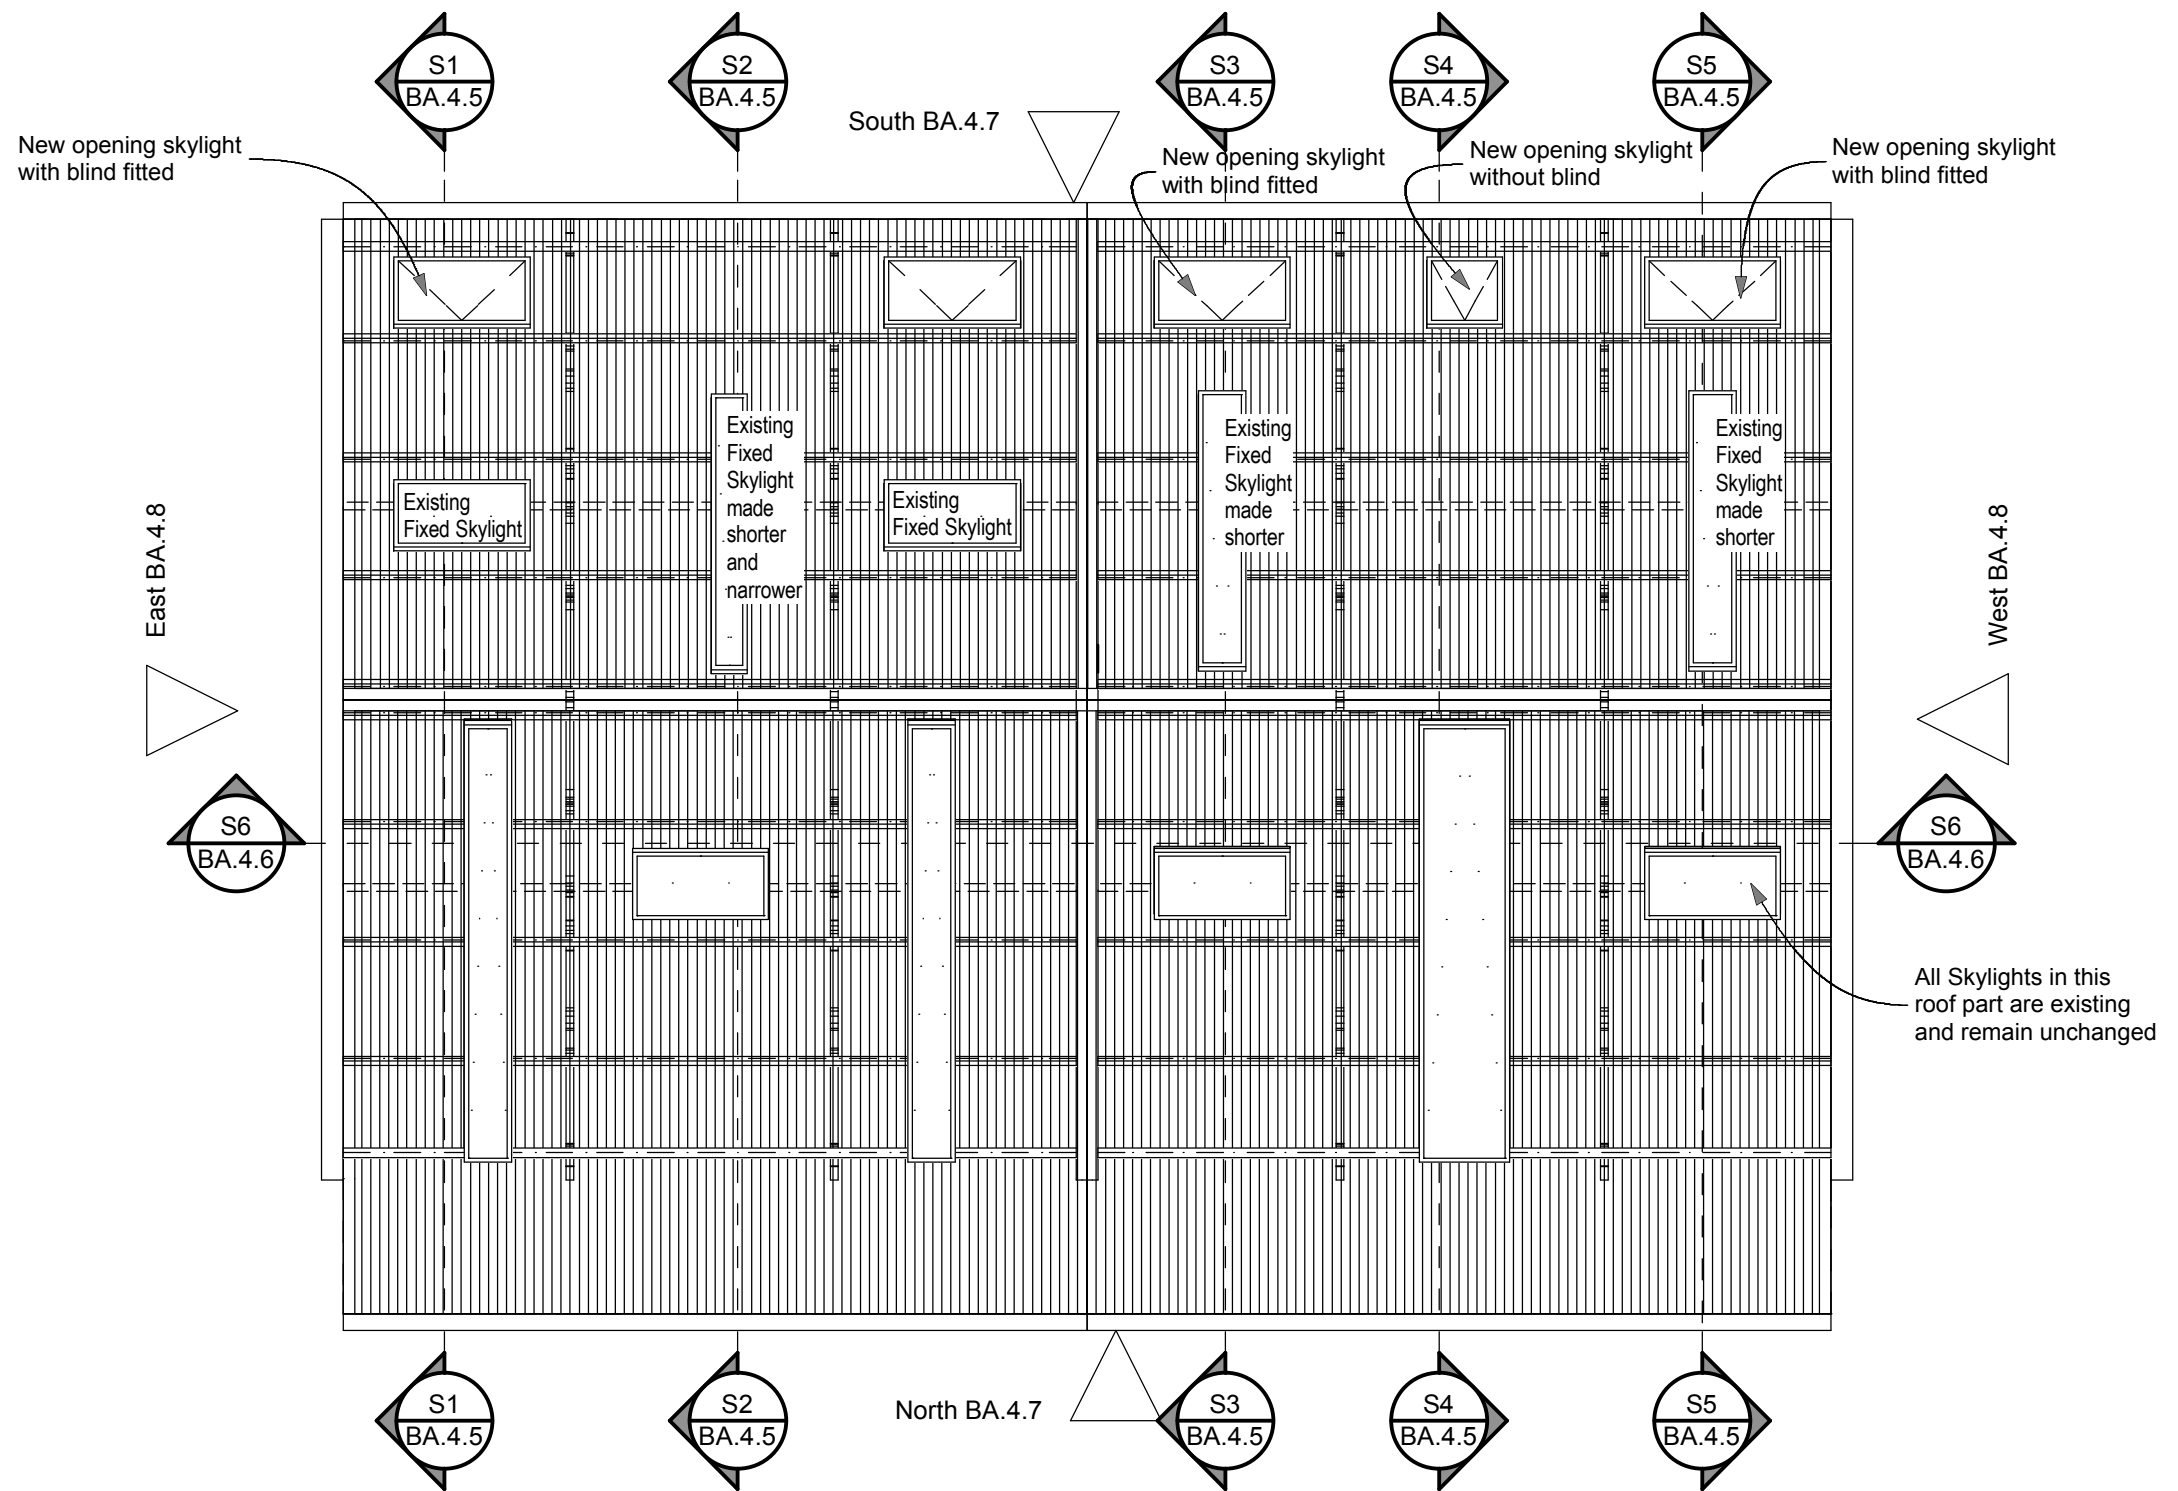 S1
BA.4.5
S2
BA.4.5
S3
BA.4.5
S4
BA.4.5
S5
BA.4.5
South BA.4.7
New opening skylight
with blind fitted
New opening skylight
with blind fitted
New opening skylight
without blind
New opening skylight
with blind fitted
Existing
Fixed Skylight
Existing
Fixed
Skylight
made
shorter
and
narrower
Existing
Fixed Skylight
Existing
Fixed
Skylight
made
shorter
Existing
Fixed
Skylight
made
shorter
East BA.4.8
West BA.4.8
S6
BA.4.6
S6
BA.4.6
All Skylights in this
roof part are existing
and remain unchanged
North BA.4.7
S1
BA.4.5
S2
BA.4.5
S3
BA.4.5
S4
BA.4.5
S5
BA.4.5